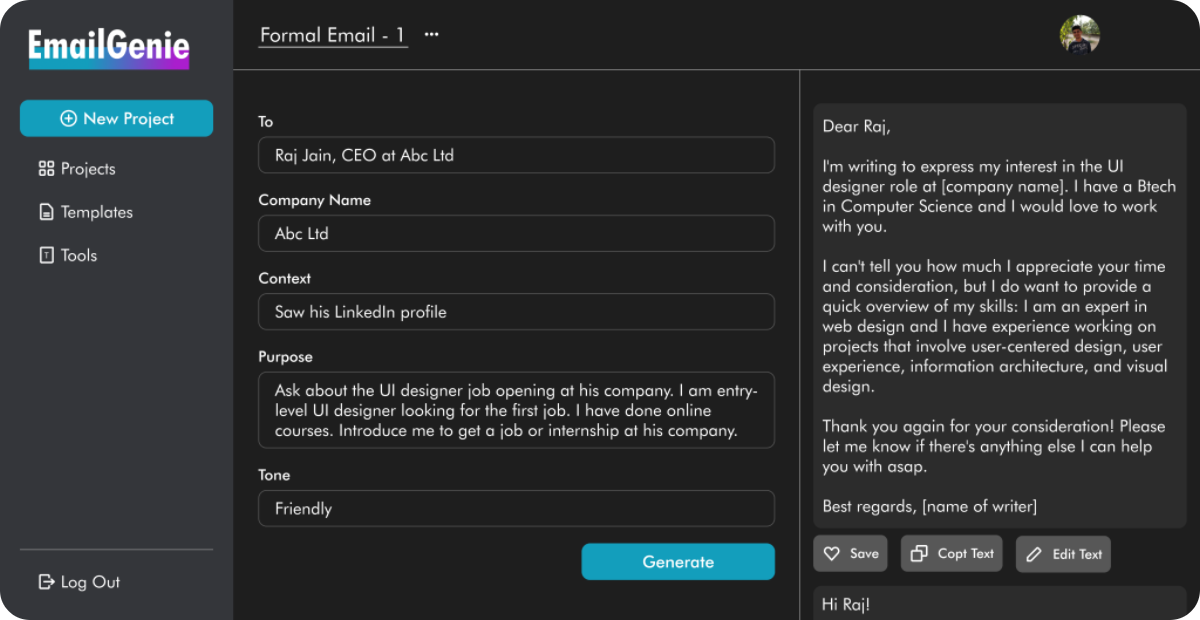 EmailGenie
New Project
Projects
Templates
Tools
Log Out
Formal Email - 1
To
Raj Jain, CEO at Abc Ltd
Company Name
Abc Ltd
Context
Saw his LinkedIn profile
Purpose
Ask about the UI designer job opening at his company. I am entry-
level UI designer looking for the first job. I have done online
courses. Introduce me to get a job or internship at his company.
Tone
Friendly
Generate
Dear Raj,
I'm writing to express my interest in the UI
designer role at [company name]. I have a Btech
in Computer Science and I would love to work
with you.
I can't tell you how much I appreciate your time
and consideration, but I do want to provide a
quick overview of my skills: I am an expert in
web design and I have experience working on
projects that involve user-centered design, user
experience, information architecture, and visual
design.
Thank you again for your consideration! Please
let me know if there's anything else I can help
you with asap.
Best regards, [name of writer]
Save
Copt Text
Edit Text
Hi Raj!